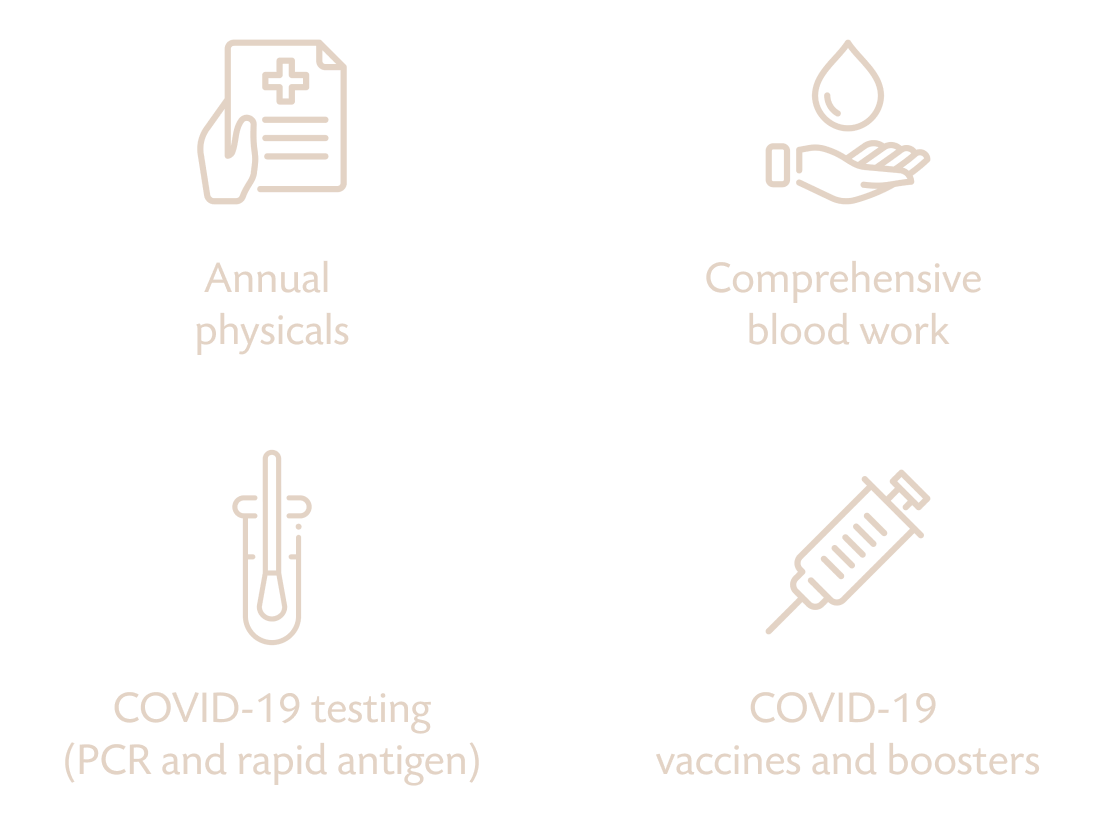 Annual
physicals
Comprehensive
blood work
COVID-19 testing
(PCR and rapid antigen)
COVID-19
vaccines and boosters